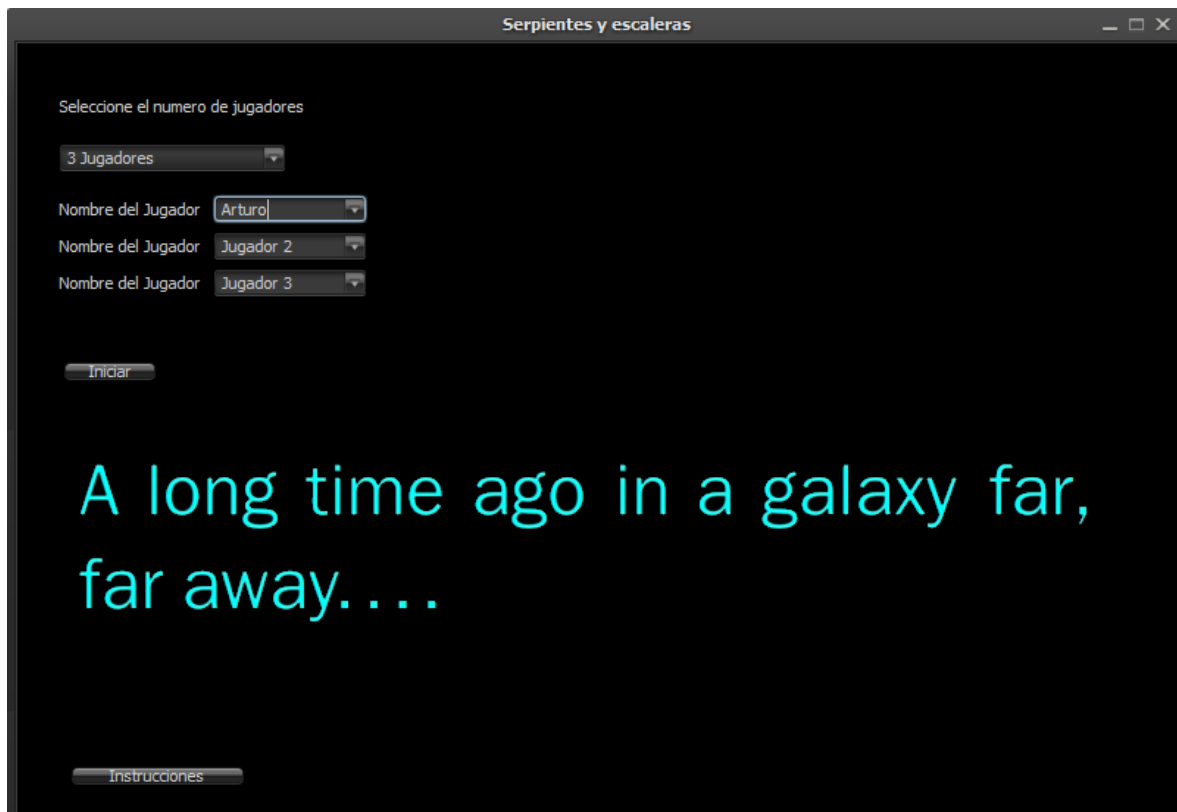 Serpientes y escaleras
Seleccione el numero de jugadores
3 Jugadores
Nombre del Jugador Arturo
Nombre del Jugador Jugador 2
Nombre del Jugador Jugador 3
Iniciar
A long time ago in a galaxy far,
far away....
Instrucciones